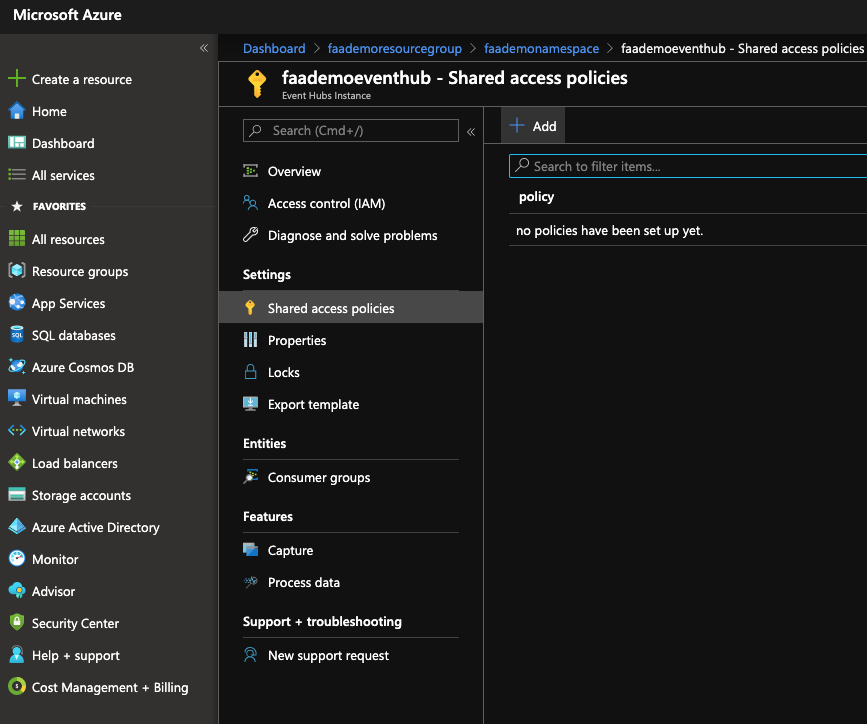 Microsoft Azure
«
Create a resource
Home
Dashboard
All services
FAVORITES
All resources
Resource groups
App Services
SQL databases
Azure Cosmos DB
Virtual machines
Virtual networks
Load balancers
Storage accounts
Azure Active Directory
Monitor
Advisor
Security Center
Help + support
Cost Management + Billing
Dashboard > faademoresourcegroup > faademonamespace > faademoeventhub - Shared access policies
faademoeventhub - Shared access policies
Event Hubs Instance
Search (Cmd+/)
«
Overview
Access control (IAM)
Diagnose and solve problems
Settings
Shared access policies
Properties
Locks
Export template
Entities
Consumer groups
Features
Capture
Process data
Support + troubleshooting
New support request
Add
Search to filter items...
policy
no policies have been set up yet.